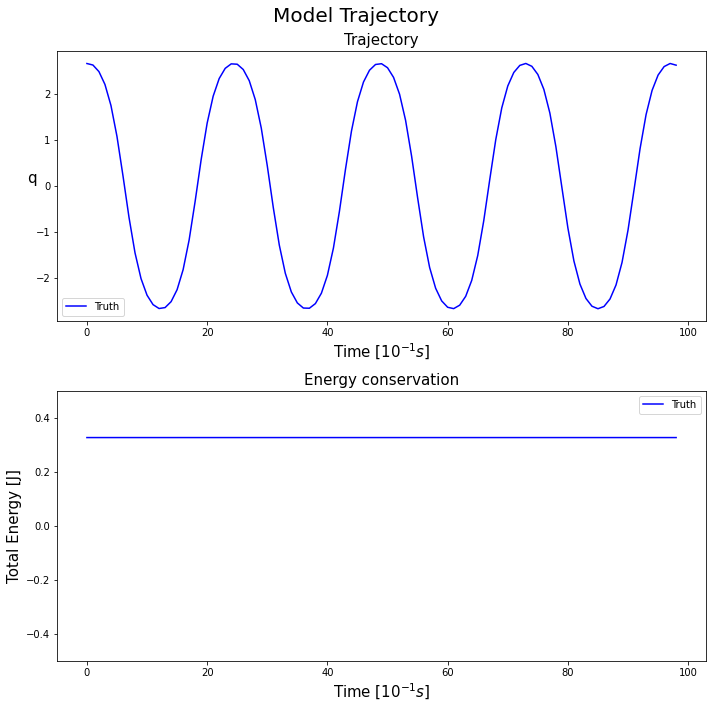 Model Trajectory
Trajectory
2
1
q
0
−1
−2
Truth
0 20 40 60 80 100
Time [10⁻¹s]
Energy conservation
0.4
Truth
0.2
Total Energy [J]
0.0
−0.2
−0.4
0 20 40 60 80 100
Time [10⁻¹s]